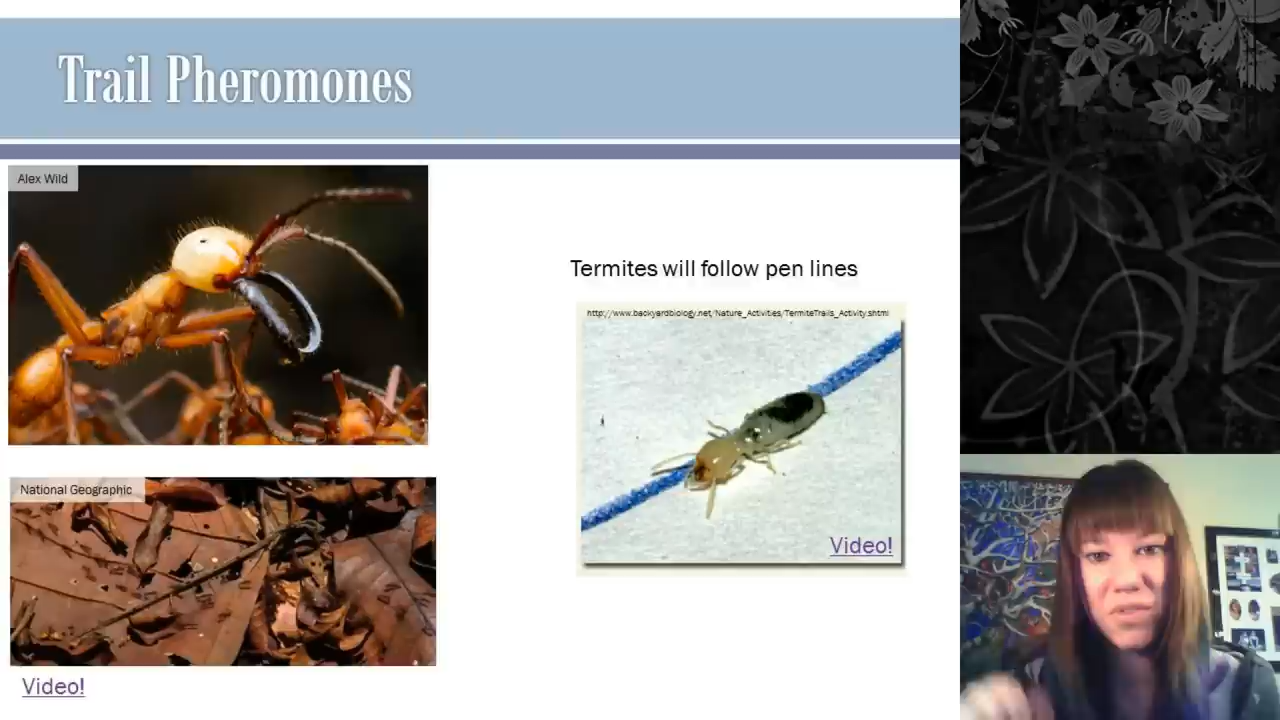 Trail Pheromones
Alex Wild
Termites will follow pen lines
http://www.backyardbiology.net/Nature_Activities/TermiteTrails_Activity.shtml
Video!
National Geographic
Video!